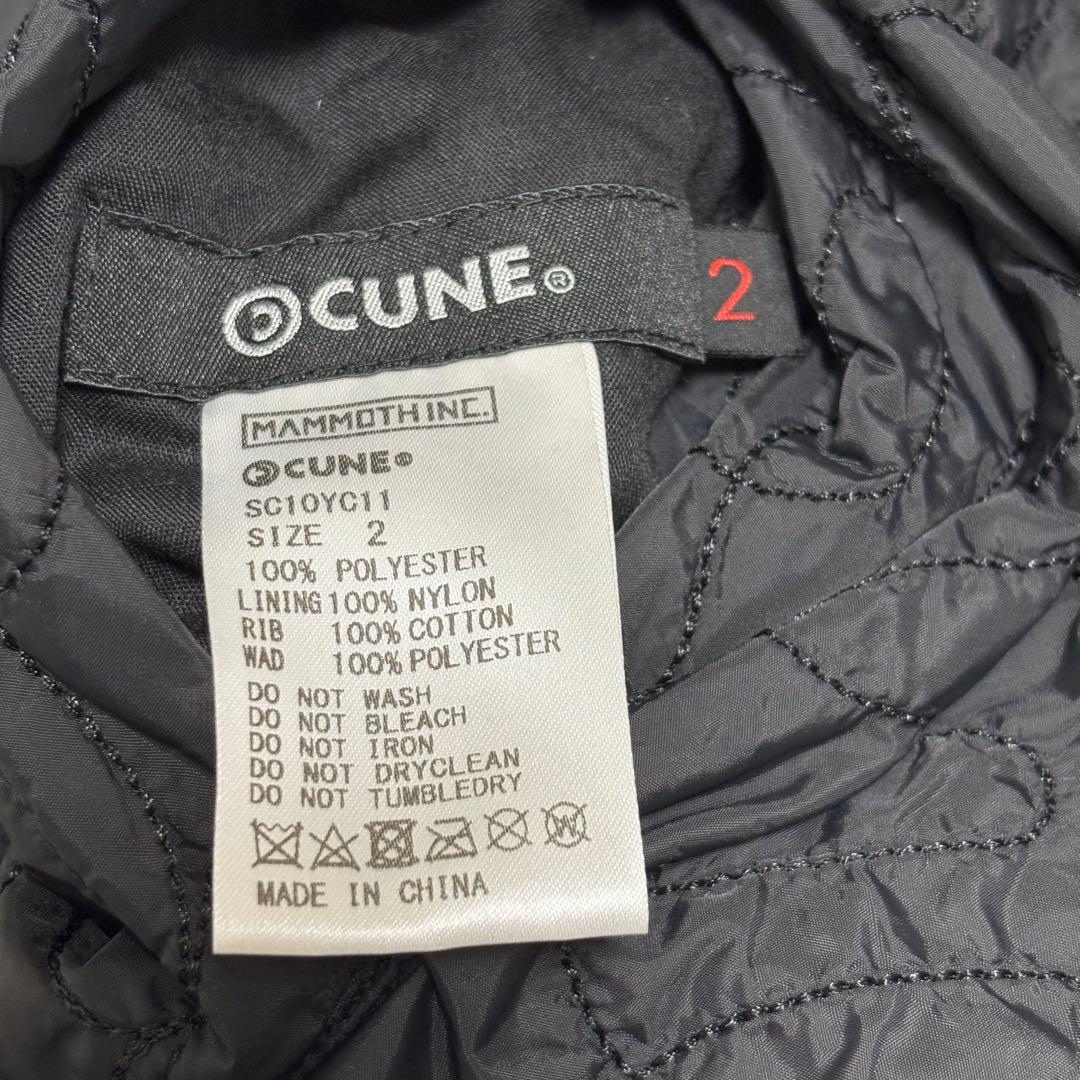 CUNE®
2
MAMMOTH INC.
CUNE®
SC10YC11
SIZE 2
100% POLYESTER
LINING 100% NYLON
RIB 100% COTTON
WAD 100% POLYESTER
DO NOT WASH
DO NOT BLEACH
DO NOT IRON
DO NOT DRYCLEAN
DO NOT TUMBLEDRY
W
MADE IN CHINA